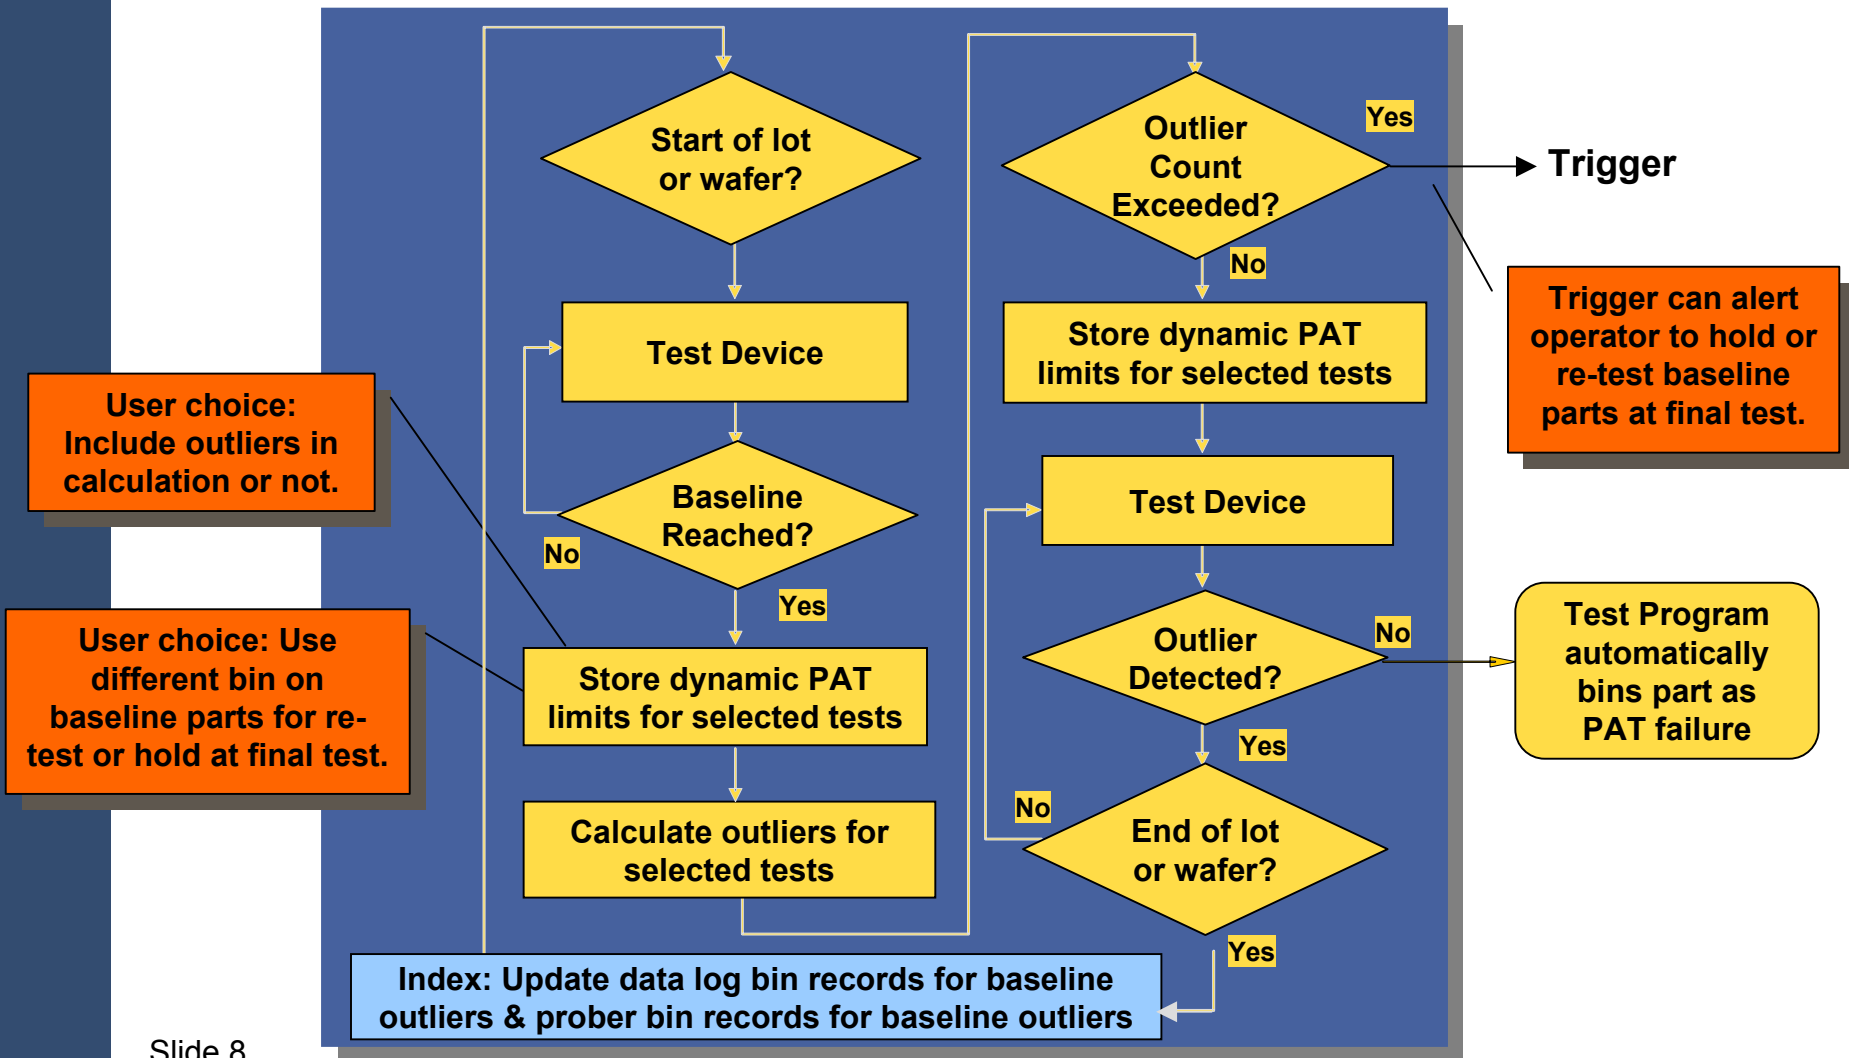 Start of lot
or wafer?
Test Device
Baseline
Reached?
No
Yes
Store dynamic PAT
limits for selected tests
Calculate outliers for
selected tests
User choice:
Include outliers in
calculation or not.
User choice: Use
different bin on
baseline parts for re-
test or hold at final test.
Outlier
Count
Exceeded?
Yes
Trigger
No
Trigger can alert
operator to hold or
re-test baseline
parts at final test.
Store dynamic PAT
limits for selected tests
Test Device
Outlier
Detected?
No
Test Program
automatically
bins part as
PAT failure
Yes
End of lot
or wafer?
No
Yes
Index: Update data log bin records for baseline
outliers & prober bin records for baseline outliers
Slide 8